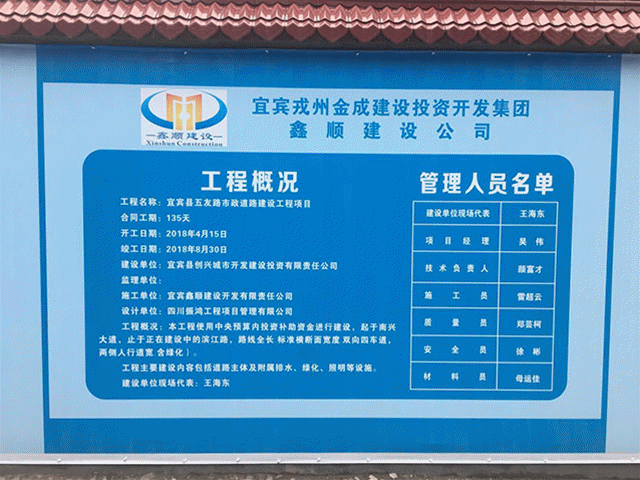 宜宾戎州金成建设投资开发集团
鑫顺建设公司
鑫顺建设
Xinshun Construction
工程概况
工程名称：宜宾县五友路市政道路建设工程项目
合同工期：135天
开工日期：2018年4月15日
竣工日期：2018年8月30日
建设单位：宜宾县创兴城市开发建设投资有限责任公司
监理单位：
施工单位：宜宾鑫顺建设开发有限责任公司
设计单位：四川振鸿工程项目管理有限公司
工程概况：本工程使用中央预算内投资补助资金进行建设，起于南兴
大道，止于正在建设中的滨江路，路线全长 标准横断面宽度 双向四车道，
两侧人行道宽 含绿化）。
工程主要建设内容包括道路主体及附属排水、绿化、照明等设施。
建设单位现场代表：王海东
管理人员名单
建设单位现场代表 王海东
项目经理 吴伟
技术负责人 颜富才
施工员 雷超云
质量员 郑芸柯
安全员 徐彬
材料员 母运佳